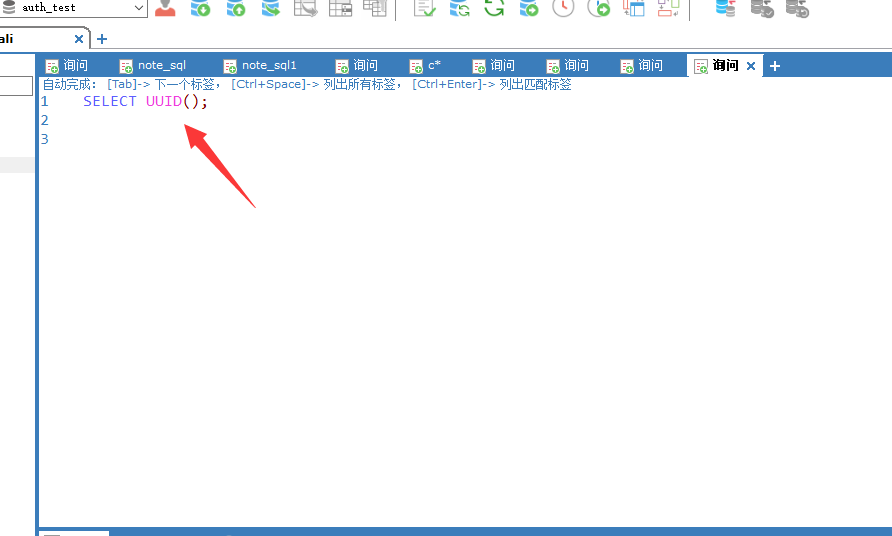 auth_test
ali
询问 note_sql note_sql1 询问 c* 询问 询问 询问 询问
自动完成: [Tab]-> 下一个标签, [Ctrl+Space]-> 列出所有标签, [Ctrl+Enter]-> 列出匹配标签
1 SELECT UUID();
2
3